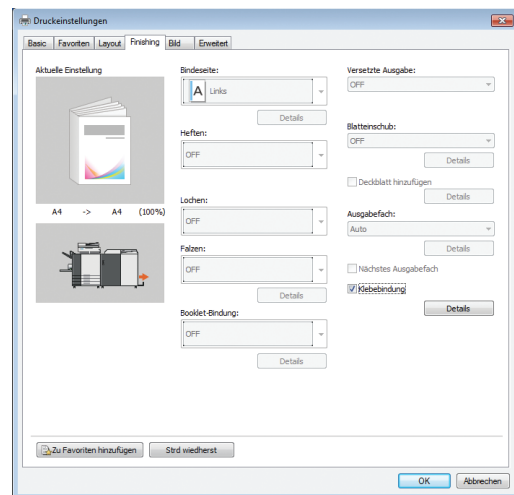 Druckeinstellungen
Basic Favoriten Layout Finishing Bild Erweitert
Aktuelle Einstellung
A4 -> A4 (100%)
Bindeseite:
A Links
Details
Heften:
OFF
Lochen:
OFF
Falzen:
OFF
Details
Booklet-Bindung:
OFF
Details
Versetzte Ausgabe:
OFF
Blatteinschub:
OFF
Details
Deckblatt hinzufügen
Details
Ausgabefach:
Auto
Details
Nächstes Ausgabefach
Klebebindung
Details
Zu Favoriten hinzufügen Strd wiedherst
OK Abbrechen